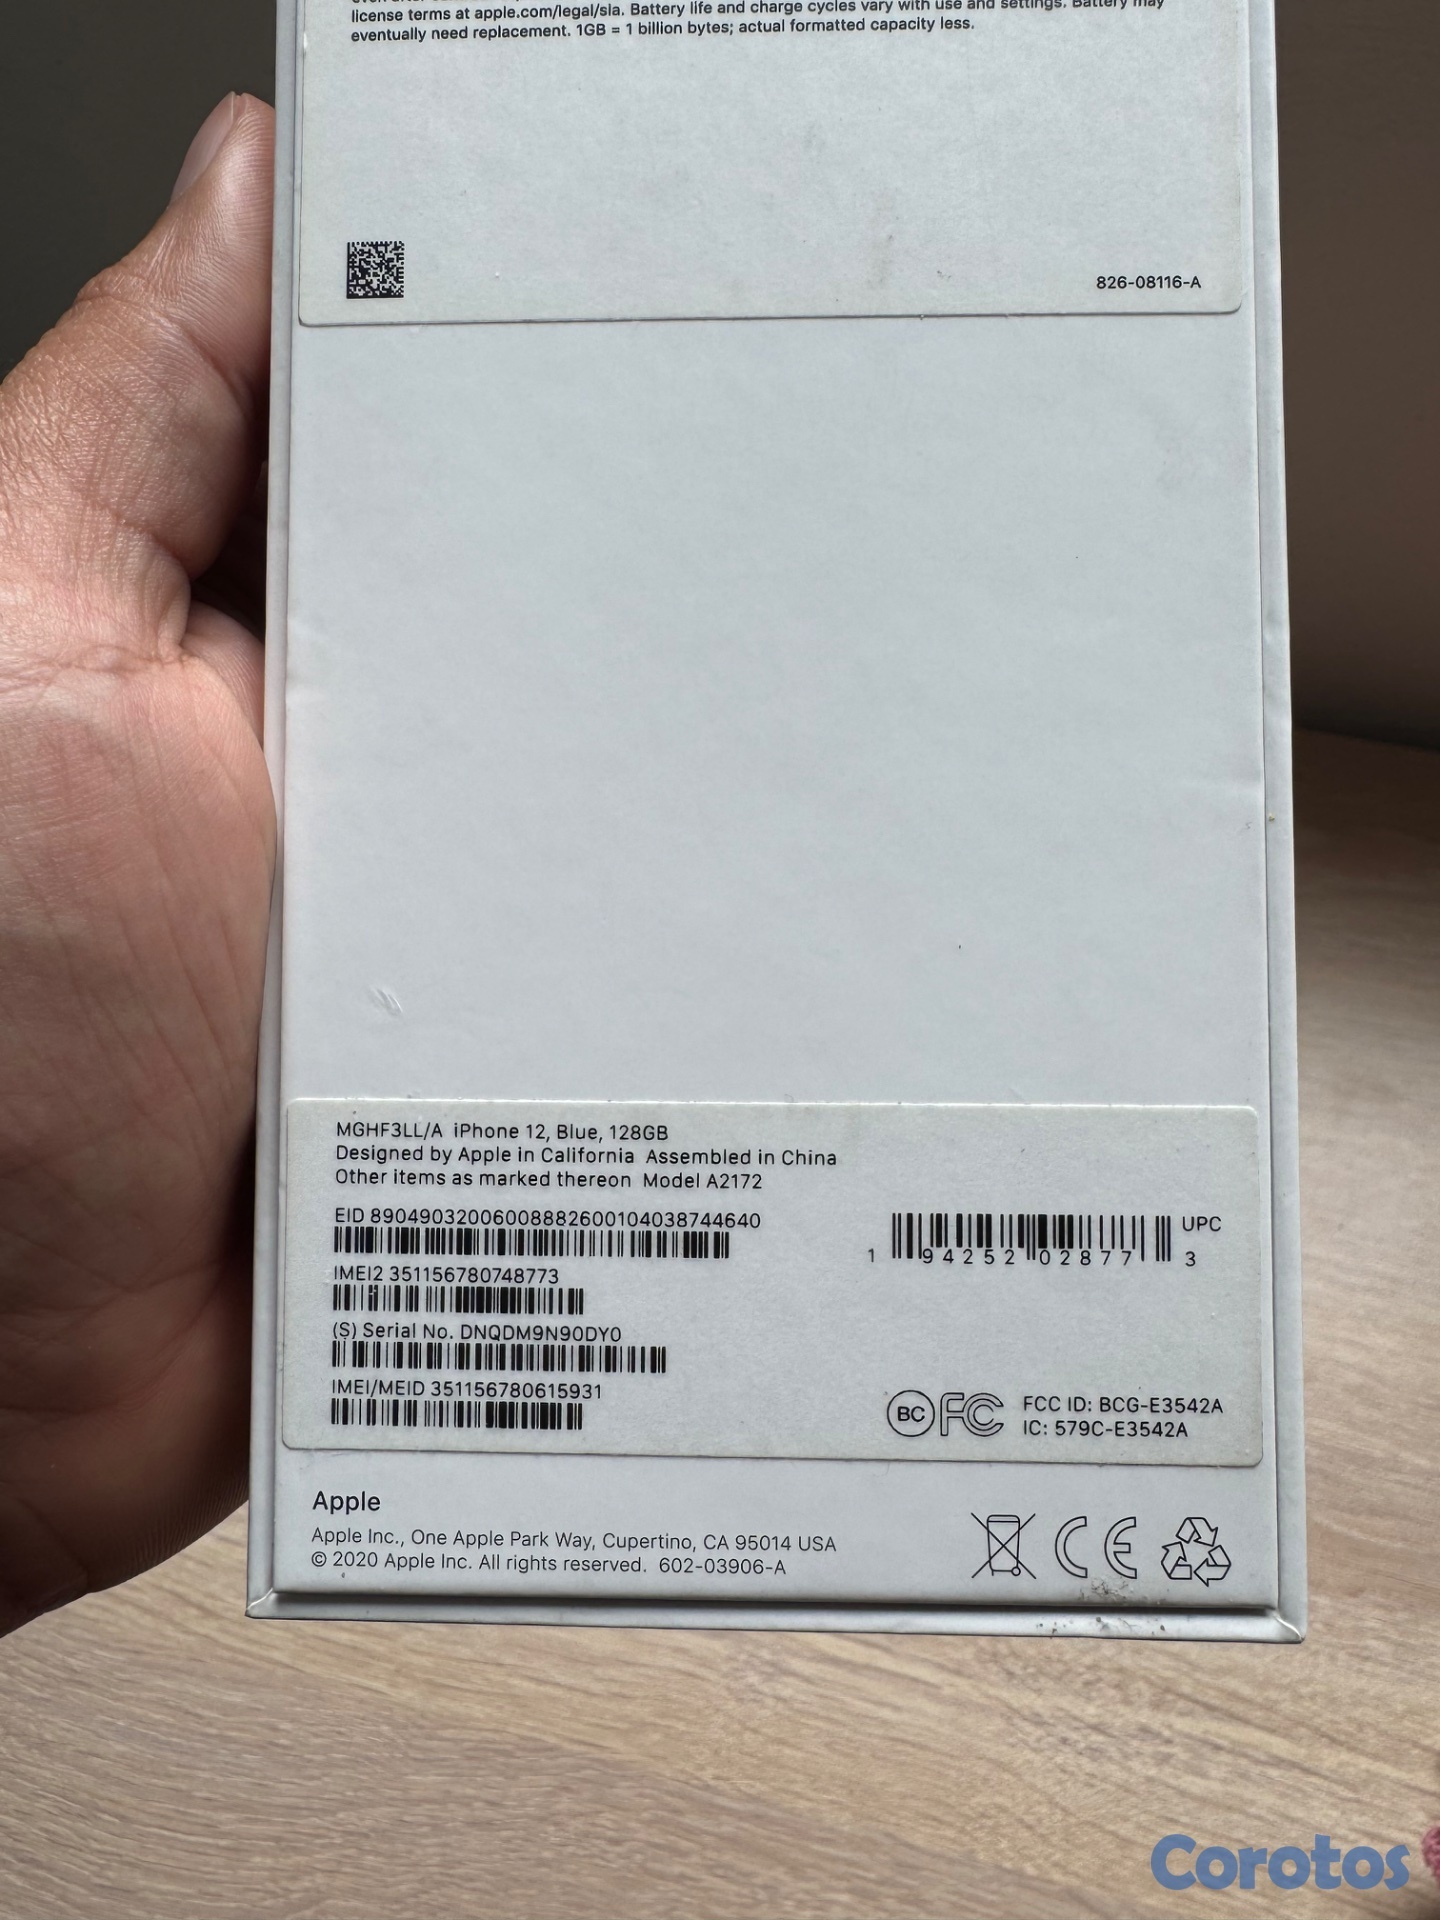 license terms at apple.com/legal/sla. Battery life and charge cycles vary with use and settings. Battery may
eventually need replacement. 1GB = 1 billion bytes; actual formatted capacity less.
826-08116-A
MGHF3LL/A iPhone 12, Blue, 128GB
Designed by Apple in California Assembled in China
Other items as marked thereon Model A2172
EID 89049032006008882600104038744640
IMEI2 351156780748773
(S) Serial No. DNQDM9N90DY0
IMEI/MEID 351156780615931
UPC
1 94252 02877 3
BC FC FCC ID: BCG-E3542A
IC: 579C-E3542A
Apple
Apple Inc., One Apple Park Way, Cupertino, CA 95014 USA
© 2020 Apple Inc. All rights reserved. 602-03906-A
CE
Corotos